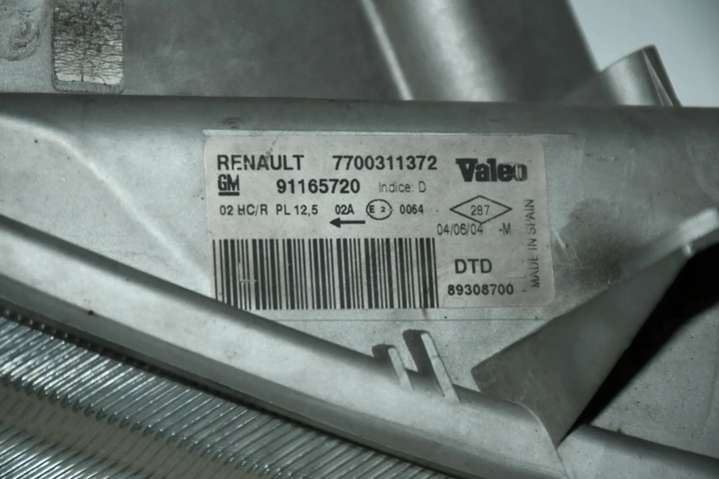 RENAULT 7700311372 Valeo
GM 91165720 Indice: D
02 HC/R PL 12,5 02A E 2 0064 287
04/06/04 -M
DTD
89308700
MADE IN SPAIN